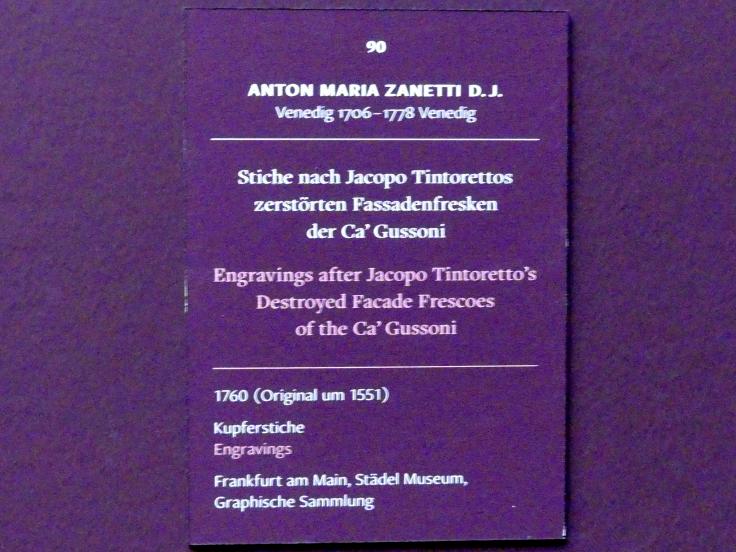 90
ANTON MARIA ZANETTI D. J.
Venedig 1706–1778 Venedig
Stiche nach Jacopo Tintorettos
zerstörten Fassadenfresken
der Ca’ Gussoni
Engravings after Jacopo Tintoretto’s
Destroyed Facade Frescoes
of the Ca’ Gussoni
1760 (Original um 1551)
Kupferstiche
Engravings
Frankfurt am Main, Städel Museum,
Graphische Sammlung